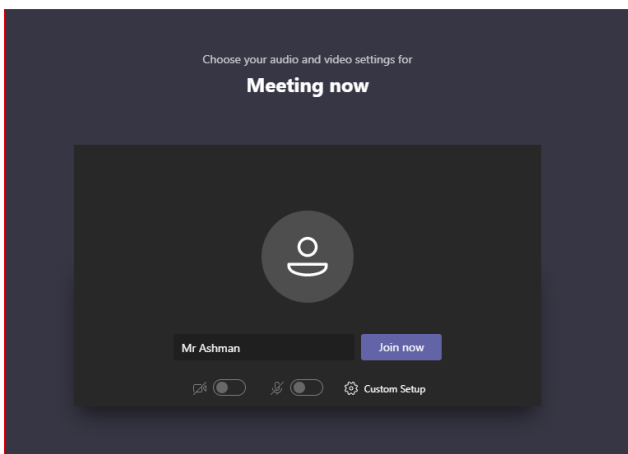 Choose your audio and video settings for
Meeting now
Mr Ashman
Join now
Custom Setup